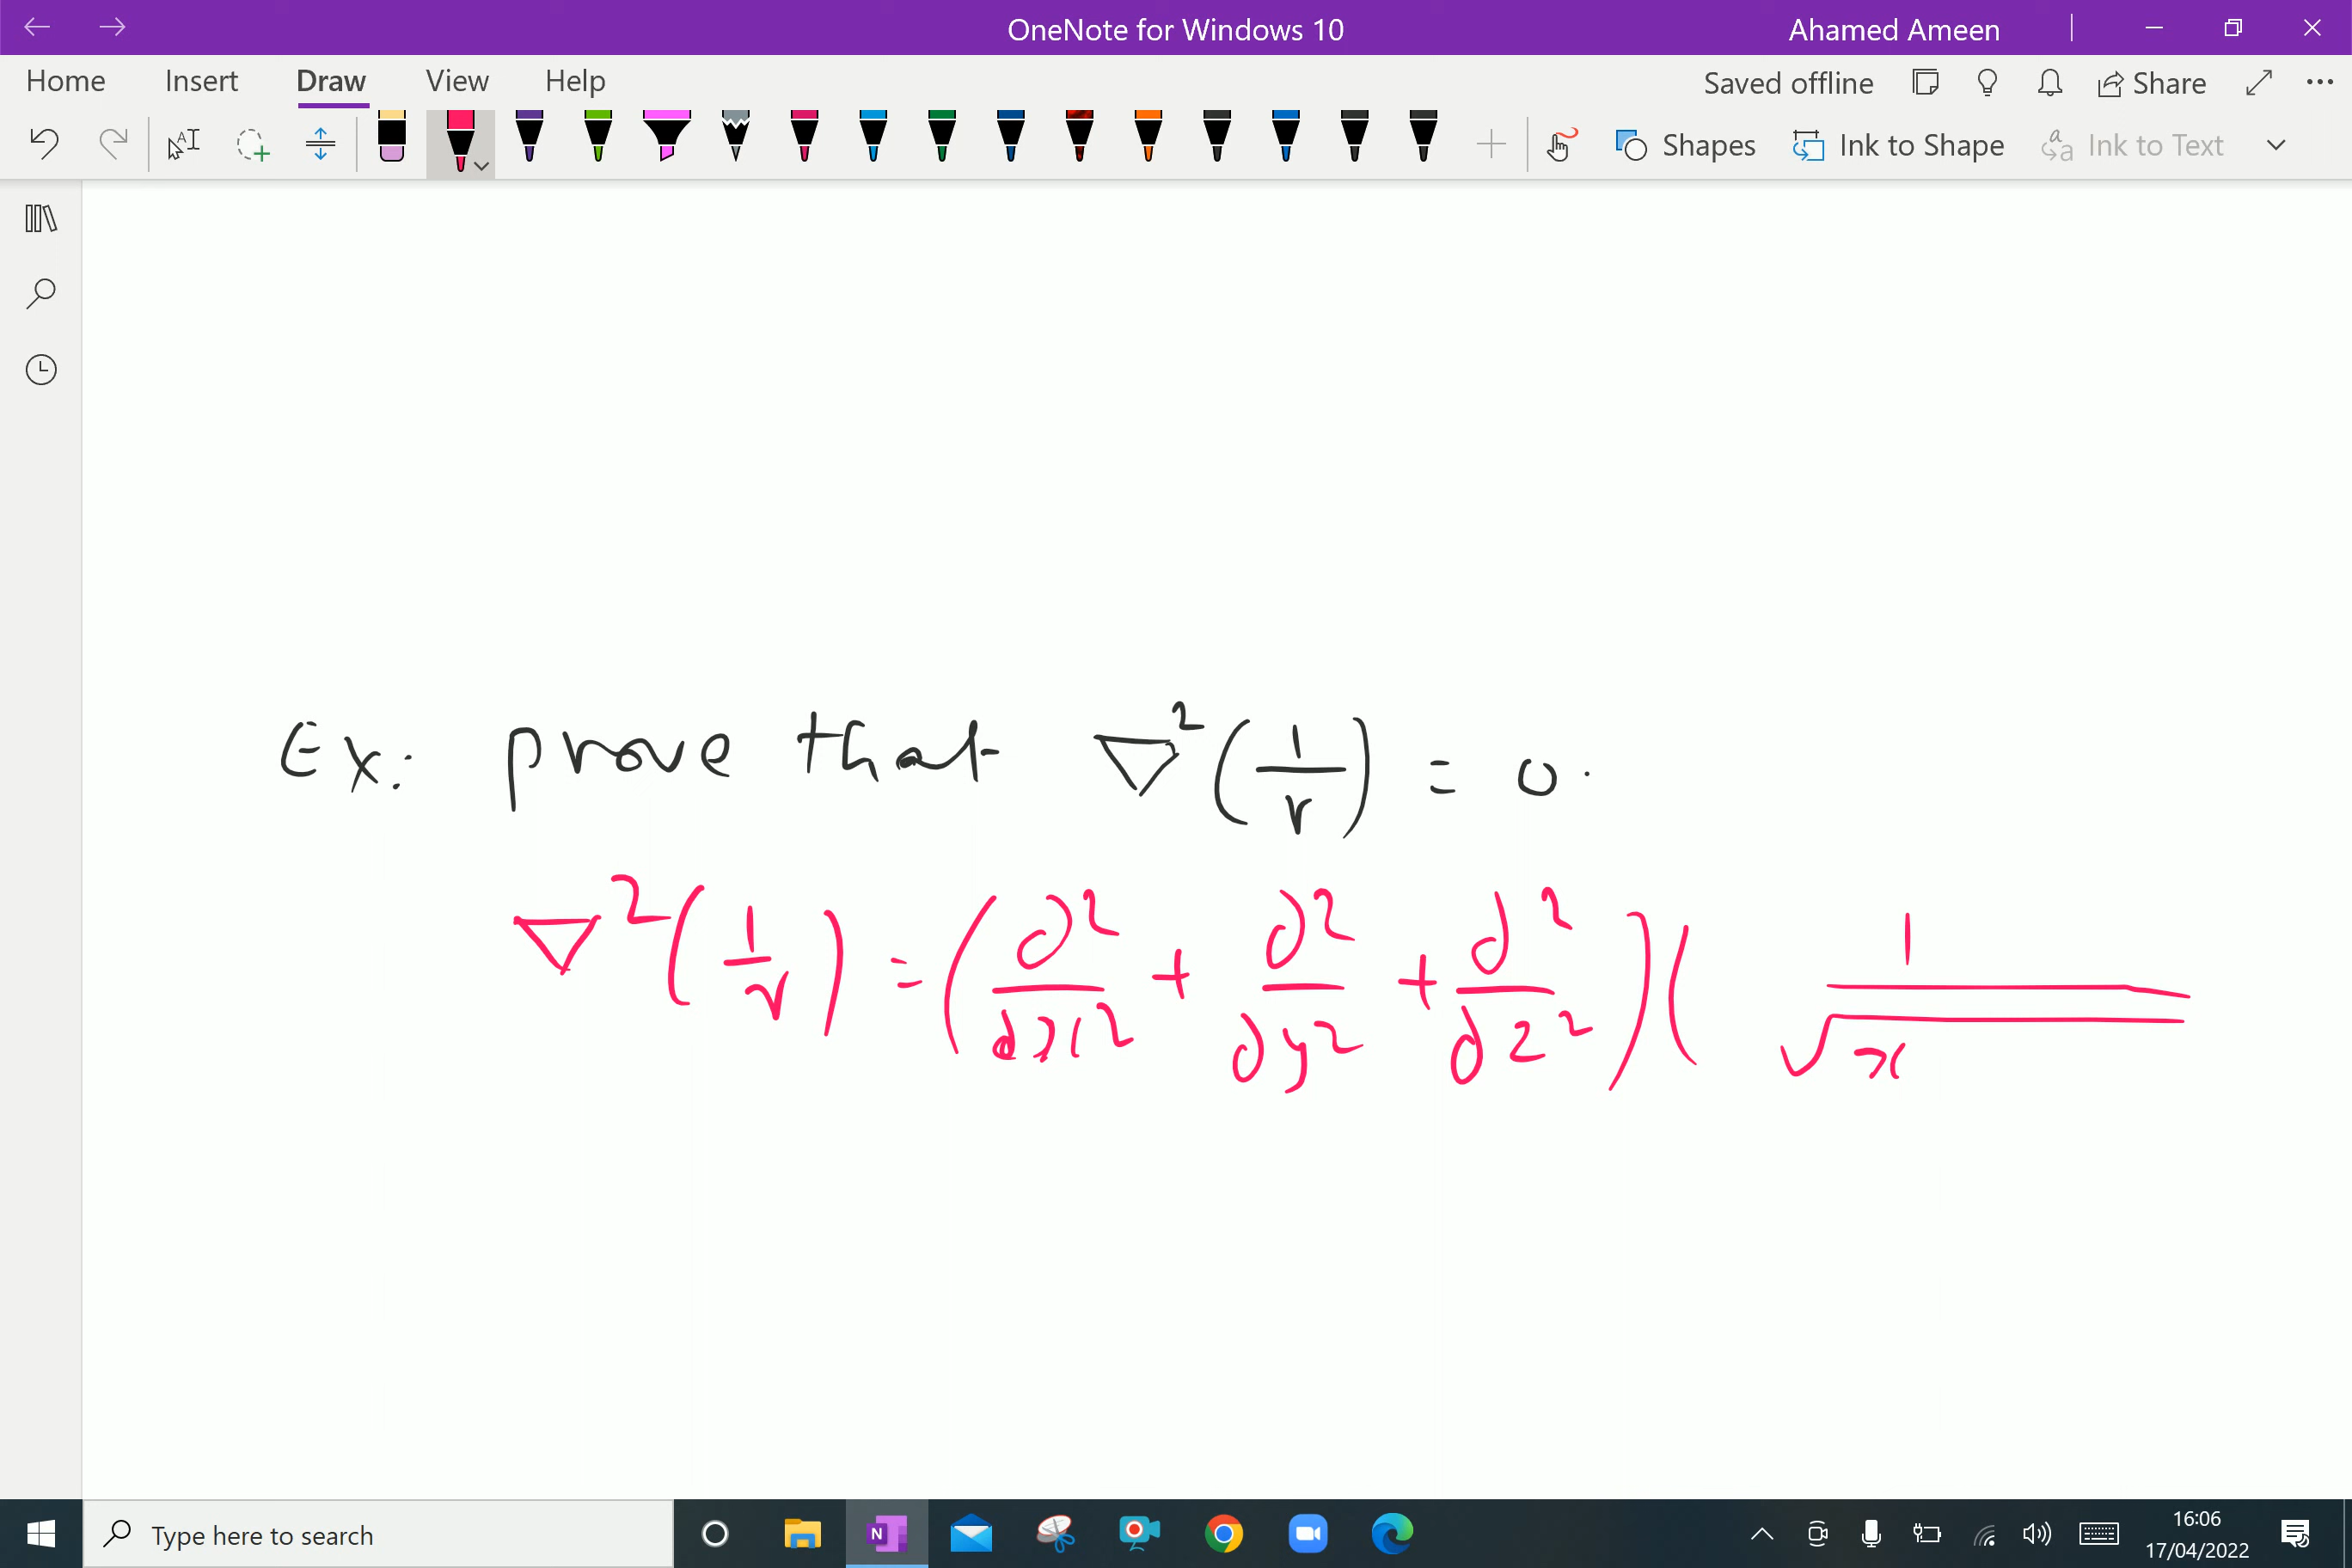 OneNote for Windows 10 Ahamed Ameen
Home Insert Draw View Help Saved offline Share
Shapes Ink to Shape Ink to Text
Ex: prove that ∇²(1/r) = 0.
∇²(1/r) = (∂²/∂x² + ∂²/∂y² + ∂²/∂z²)(1/√x
Type here to search 16:06
17/04/2022